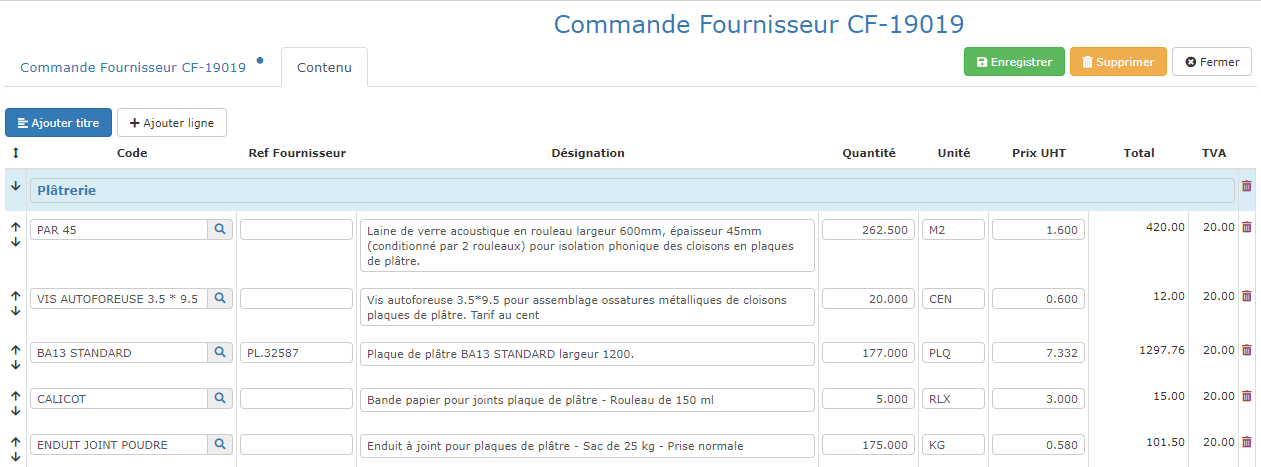 Commande Fournisseur CF-19019
Commande Fournisseur CF-19019 Contenu Enregistrer Supprimer Fermer
Ajouter titre Ajouter ligne
Code Ref Fournisseur Désignation Quantité Unité Prix UHT Total TVA
Plâtrerie
PAR 45 Laine de verre acoustique en rouleau largeur 600mm, épaisseur 45mm 262.500 M2 1.600 420.00 20.00
(conditionné par 2 rouleaux) pour isolation phonique des cloisons en plaques
de plâtre.
VIS AUTOFOREUSE 3.5 * 9.5 Vis autoforeuse 3.5*9.5 pour assemblage ossatures métalliques de cloisons 20.000 CEN 0.600 12.00 20.00
plaques de plâtre. Tarif au cent
BA13 STANDARD PL.32587 Plaque de plâtre BA13 STANDARD largeur 1200. 177.000 PLQ 7.332 1297.76 20.00
CALICOT Bande papier pour joints plaque de plâtre - Rouleau de 150 ml 5.000 RLX 3.000 15.00 20.00
ENDUIT JOINT POUDRE Enduit à joint pour plaques de plâtre - Sac de 25 kg - Prise normale 175.000 KG 0.580 101.50 20.00